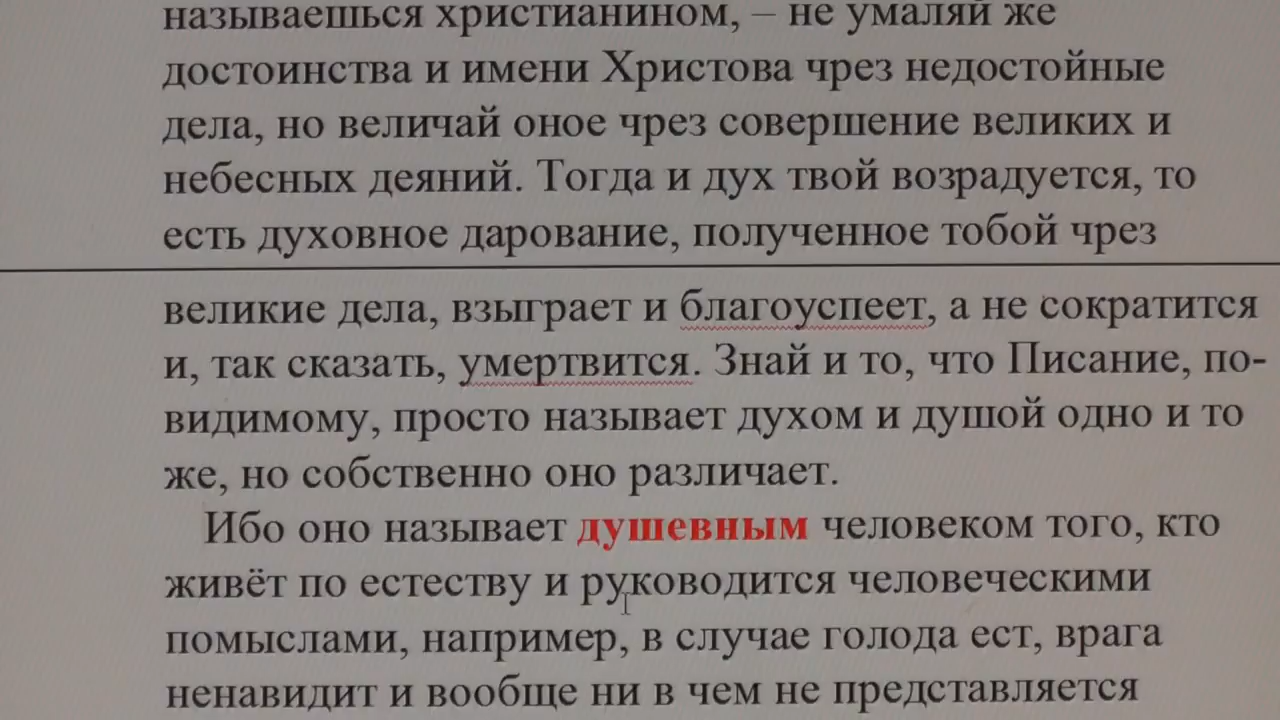 называешься христианином, – не умаляй же
достоинства и имени Христова чрез недостойные
дела, но величай оное чрез совершение великих и
небесных деяний. Тогда и дух твой возрадуется, то
есть духовное дарование, полученное тобой чрез
великие дела, взыграет и благоуспеет, а не сократится
и, так сказать, умертвится. Знай и то, что Писание, по-
видимому, просто называет духом и душой одно и то
же, но собственно оно различает.
Ибо оно называет душевным человеком того, кто
живёт по естеству и руководится человеческими
помыслами, например, в случае голода ест, врага
ненавидит и вообще ни в чем не представляется